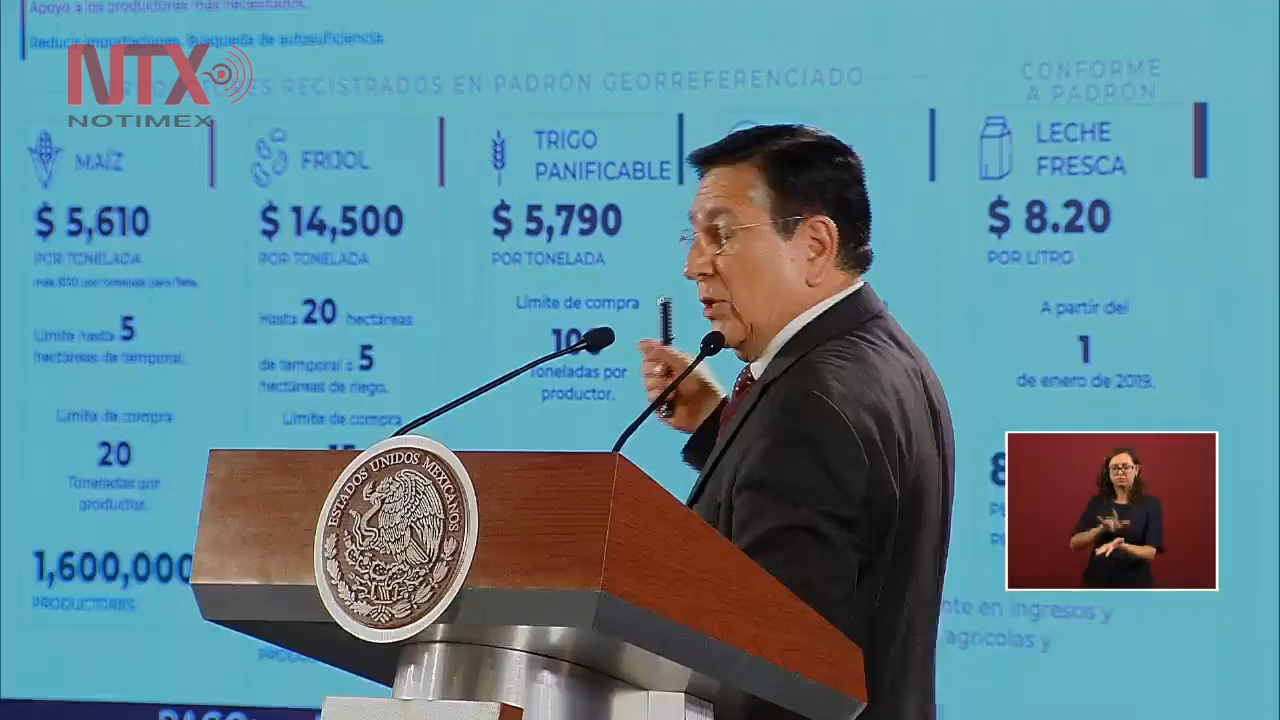 Apoyo a los productores más necesitados.
Reducir importaciones. Búsqueda de autosuficiencia.
NTX
NOTIMEX
REGISTRADOS EN PADRÓN GEORREFERENCIADO
CONFORME
A PADRÓN
MAÍZ
$ 5,610
POR TONELADA
Límite hasta 5
hectáreas de temporal.
Límite de compra
20
Toneladas por
productor.
1,600,000
PRODUCTORES
FRIJOL
$ 14,500
POR TONELADA
Hasta 20 hectáreas
de temporal o 5
hectáreas de riego.
Límite de compra
TRIGO
PANIFICABLE
$ 5,790
POR TONELADA
Límite de compra
Toneladas por
productor.
LECHE
FRESCA
$ 8.20
POR LITRO
A partir del
1
de enero de 2019.
en ingresos y
agrícolas y
ESTADOS UNIDOS MEXICANOS